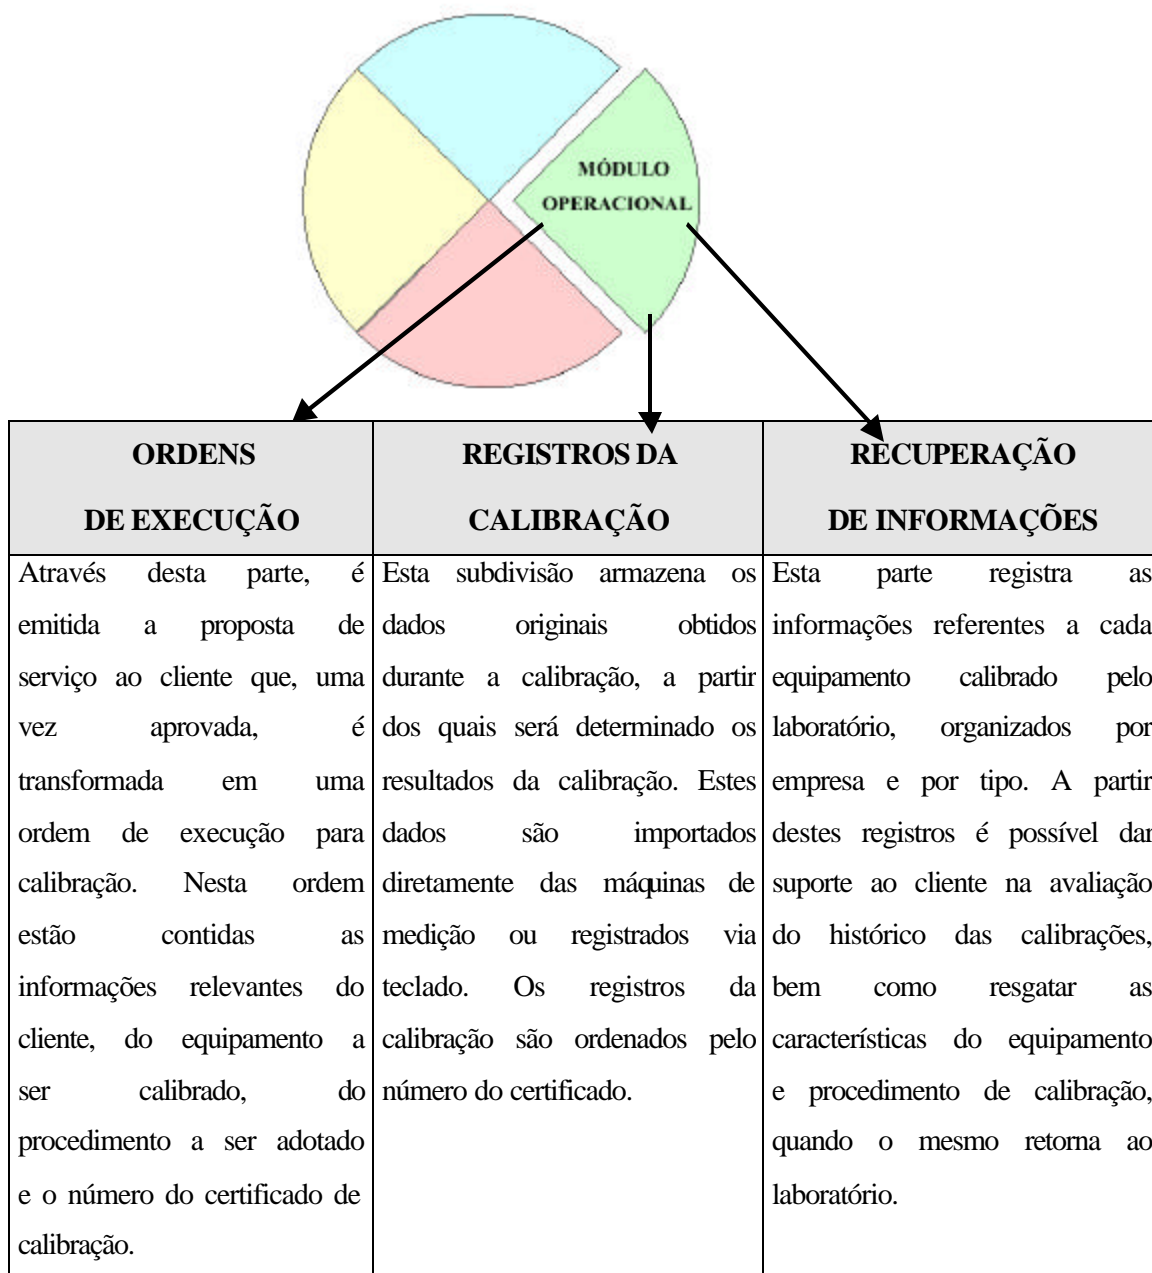 MÓDULO
OPERACIONAL
ORDENS
DE EXECUÇÃO
Através desta parte, é
emitida a proposta de
serviço ao cliente que, uma
vez aprovada, é
transformada em uma
ordem de execução para
calibração. Nesta ordem
estão contidas as
informações relevantes do
cliente, do equipamento a
ser calibrado, do
procedimento a ser adotado
e o número do certificado de
calibração.
REGISTROS DA
CALIBRAÇÃO
Esta subdivisão armazena os
dados originais obtidos
durante a calibração, a partir
dos quais será determinado os
resultados da calibração. Estes
dados são importados
diretamente das máquinas de
medição ou registrados via
teclado. Os registros da
calibração são ordenados pelo
número do certificado.
RECUPERAÇÃO
DE INFORMAÇÕES
Esta parte registra as
informações referentes a cada
equipamento calibrado pelo
laboratório, organizados por
empresa e por tipo. A partir
destes registros é possível dar
suporte ao cliente na avaliação
do histórico das calibrações,
bem como resgatar as
características do equipamento
e procedimento de calibração,
quando o mesmo retorna ao
laboratório.